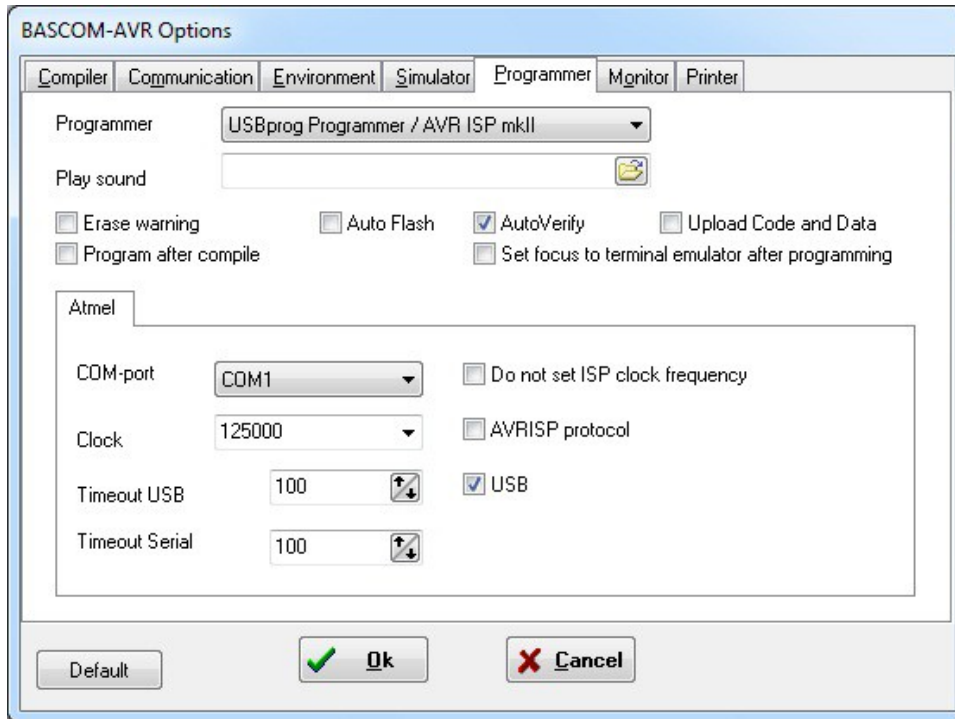 BASCOM-AVR Options
Compiler Communication Environment Simulator Programmer Monitor Printer
Programmer USBprog Programmer / AVR ISP mkII
Play sound
Erase warning Auto Flash AutoVerify Upload Code and Data
Program after compile Set focus to terminal emulator after programming
Atmel
COM-port COM1 Do not set ISP clock frequency
Clock 125000 AVRISP protocol
Timeout USB 100 USB
Timeout Serial 100
Default Ok Cancel